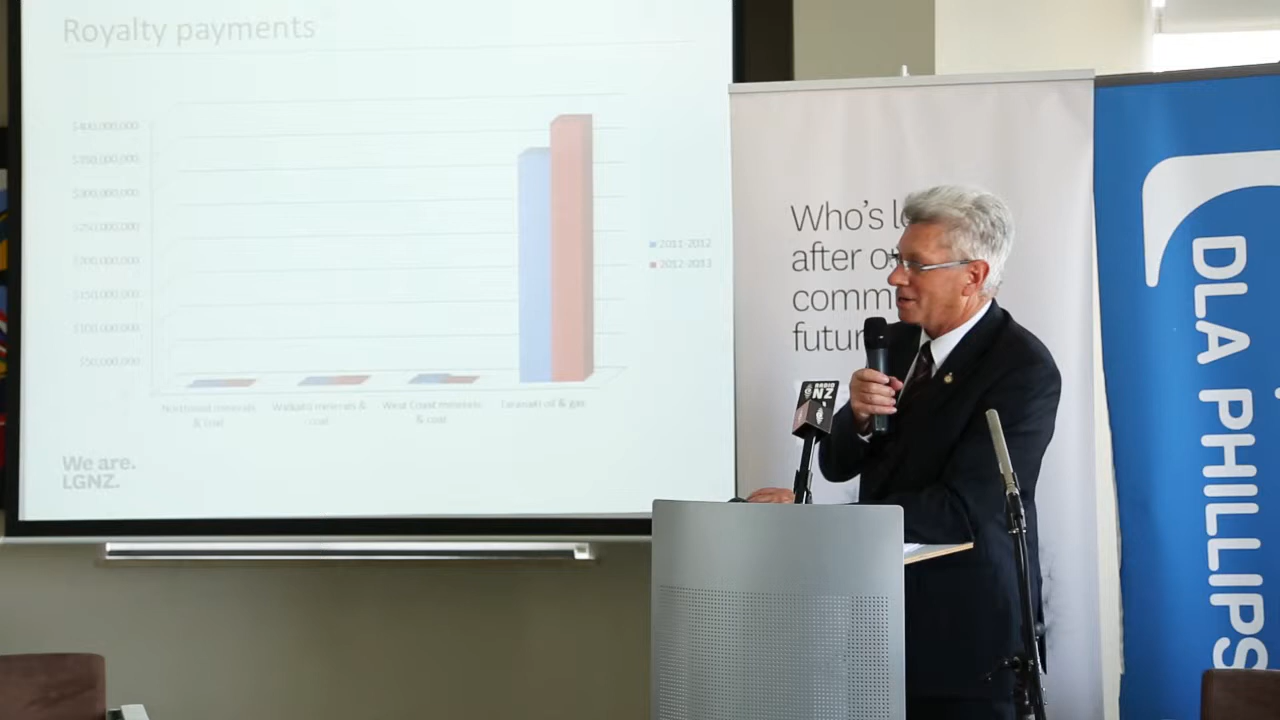 Royalty payments
$400,000,000
$350,000,000
$300,000,000
$250,000,000
$200,000,000
$150,000,000
$100,000,000
$50,000,000
2011-2012
2012-2013
Northland minerals
& coal
Waikato minerals &
coal
West Coast minerals
& coal
Taranaki oil & gas
We are.
LGNZ.
Who's
after
comm
futur
RADIO
NZ
DLA PHILLIPS